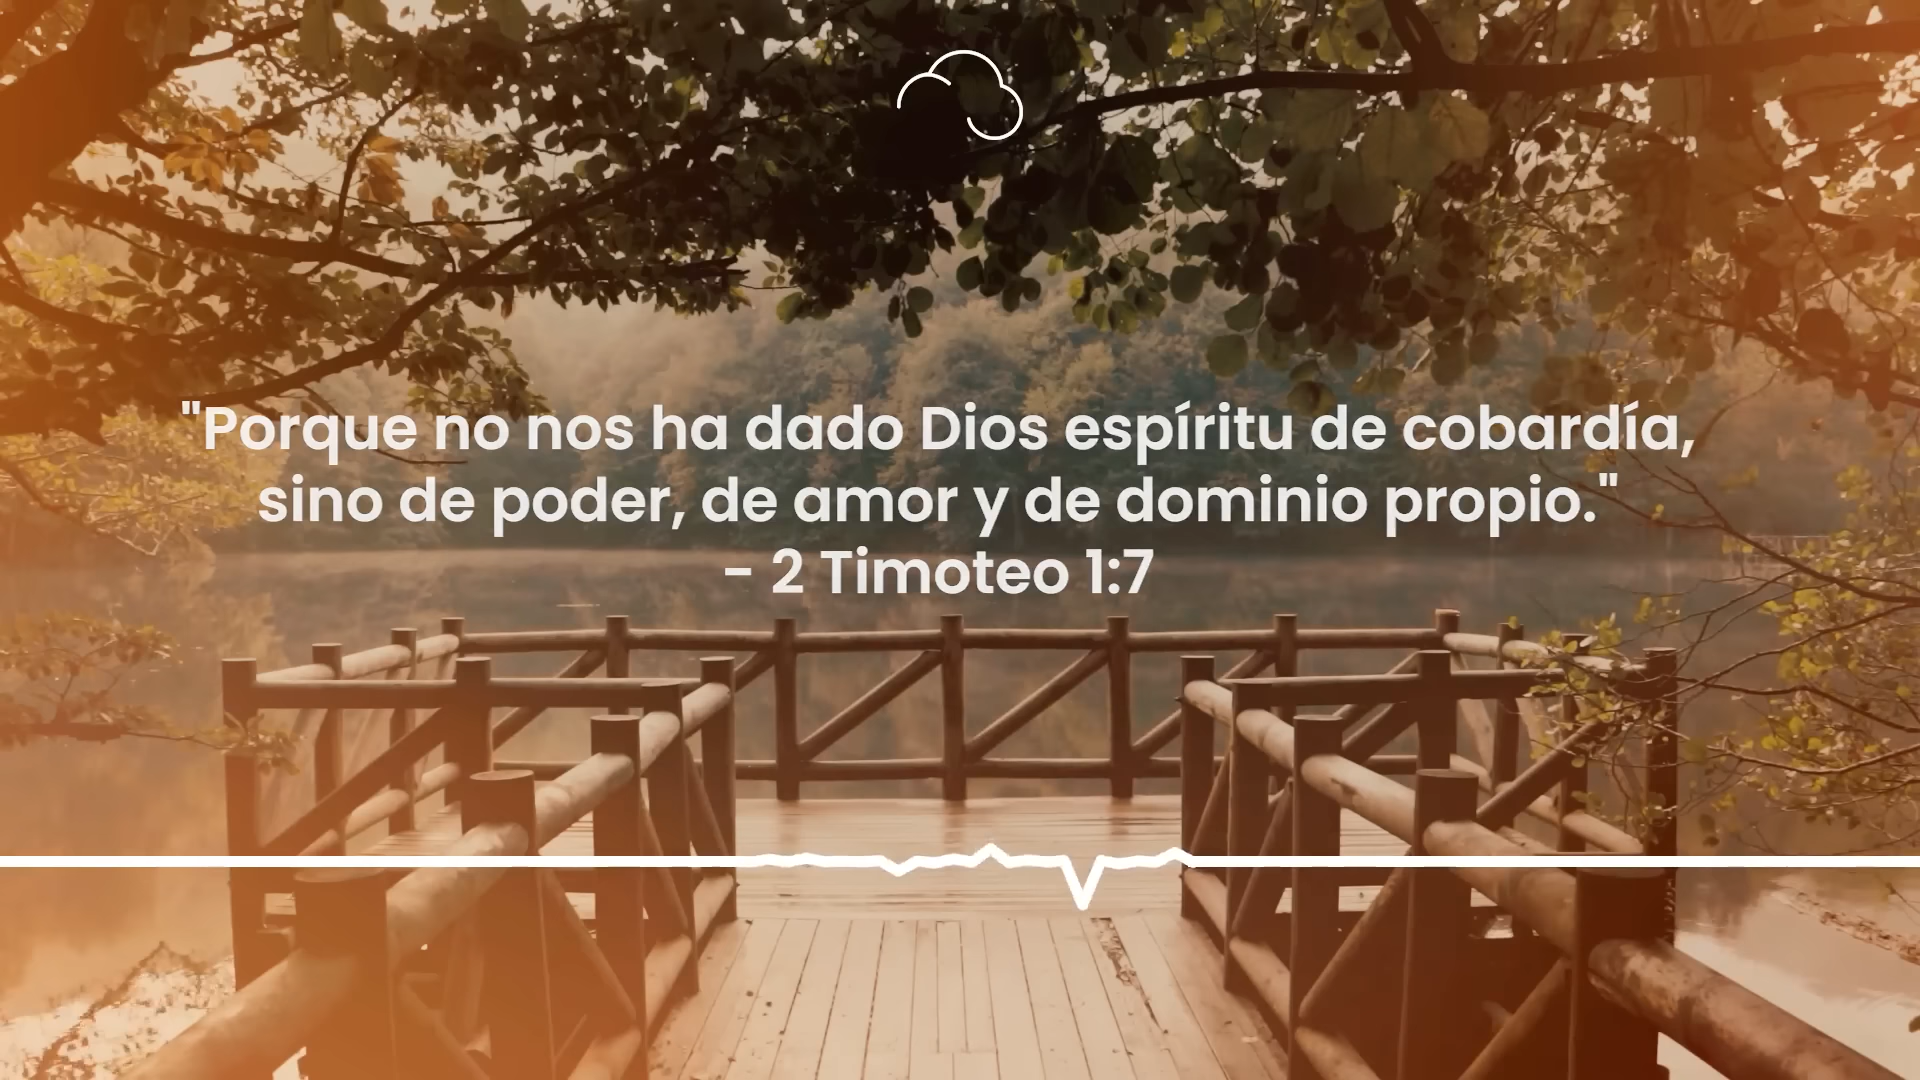 "Porque no nos ha dado Dios espíritu de cobardía,
sino de poder, de amor y de dominio propio."
- 2 Timoteo 1:7